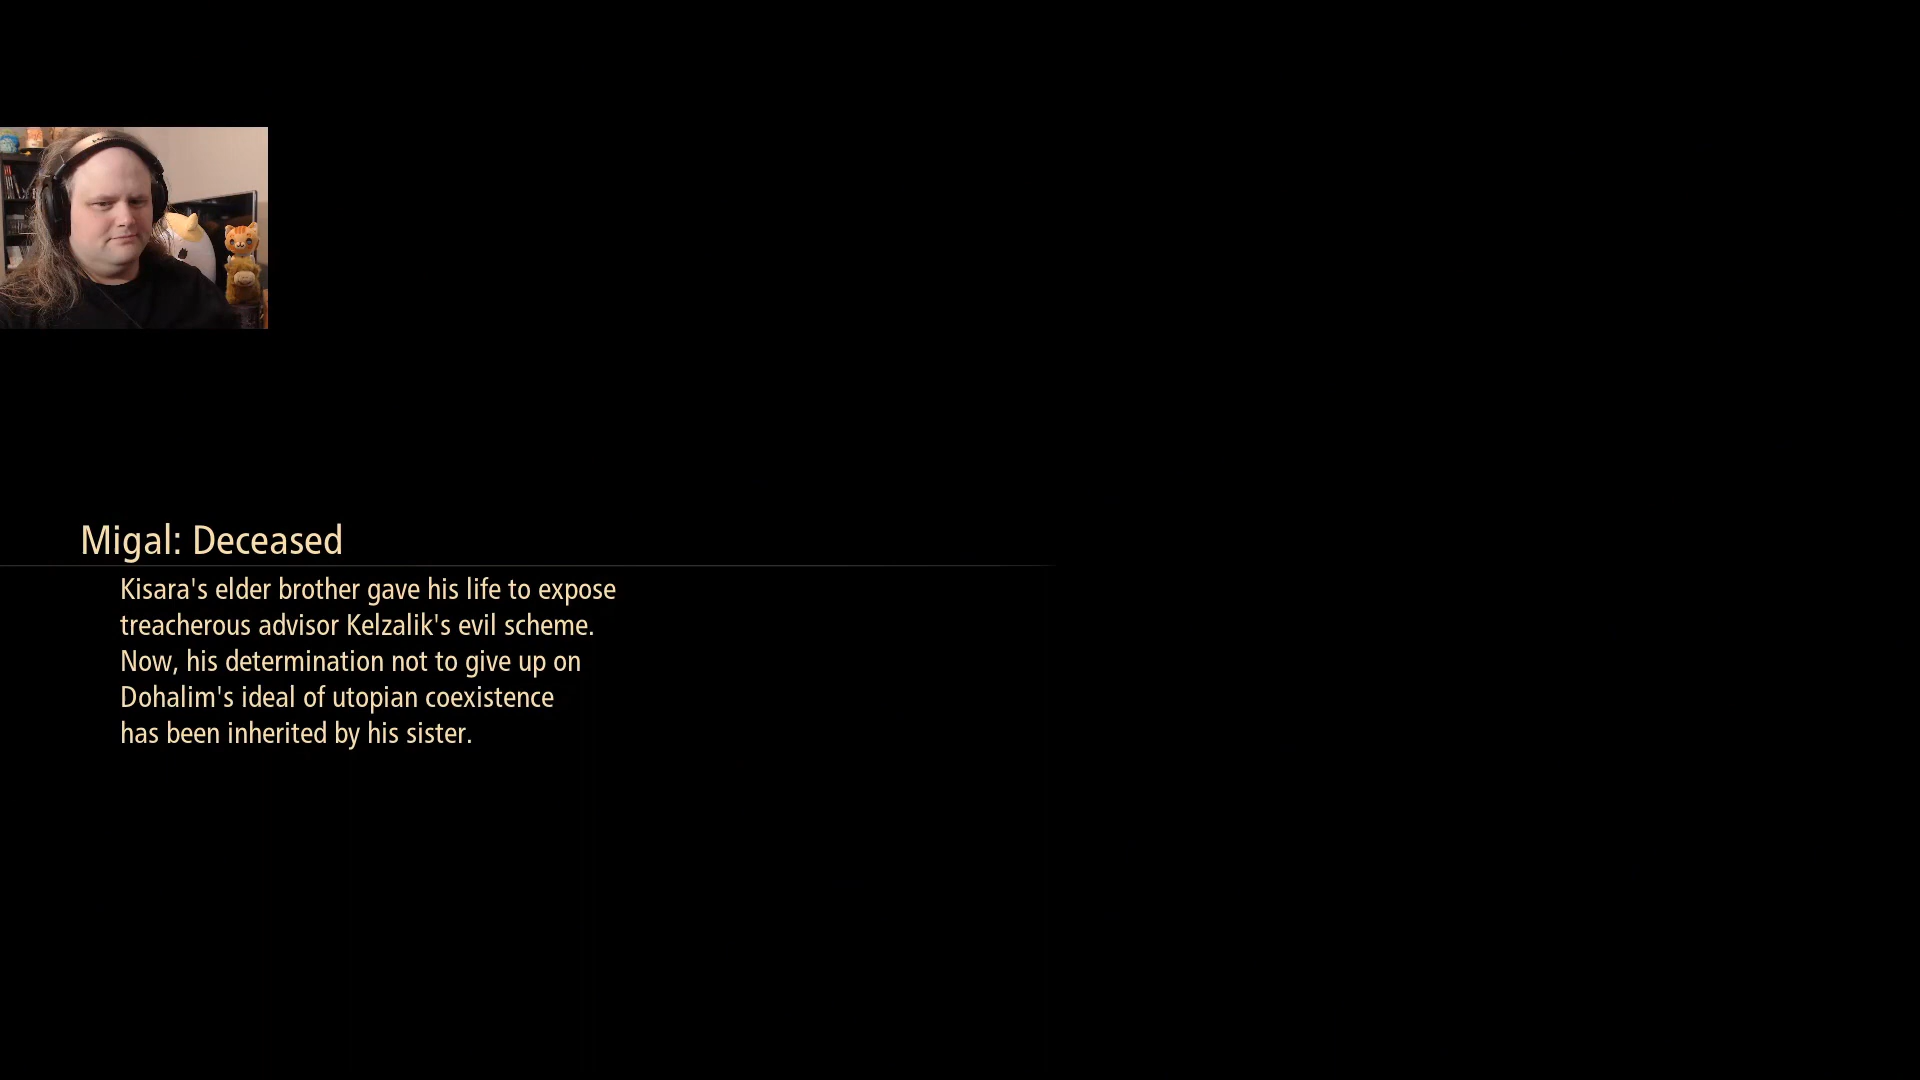 Migal: Deceased
Kisara's elder brother gave his life to expose
treacherous advisor Kelzalik's evil scheme.
Now, his determination not to give up on
Dohalim's ideal of utopian coexistence
has been inherited by his sister.